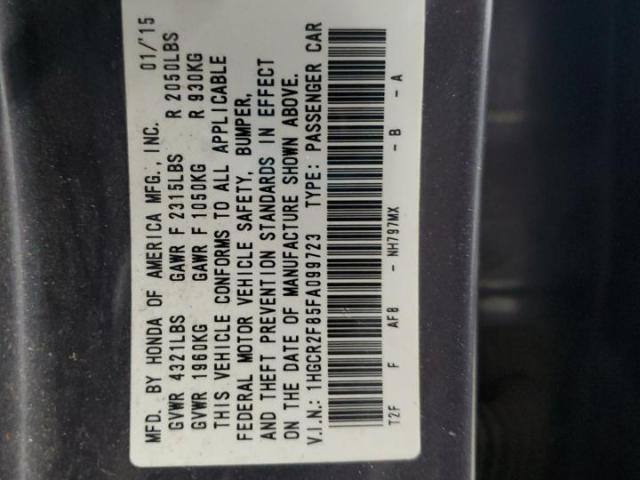 MFD. BY HONDA OF AMERICA MFG., INC. 01/'15
GVWR 4321LBS GAWR F 2315LBS R 2050LBS
GVWR 1960KG GAWR F 1050KG R 930KG
THIS VEHICLE CONFORMS TO ALL APPLICABLE
FEDERAL MOTOR VEHICLE SAFETY, BUMPER,
AND THEFT PREVENTION STANDARDS IN EFFECT
ON THE DATE OF MANUFACTURE SHOWN ABOVE.
V.I.N.: 1HGCR2F85FA099723 TYPE: PASSENGER CAR
T2F F AF8 - NH797MX - B - A